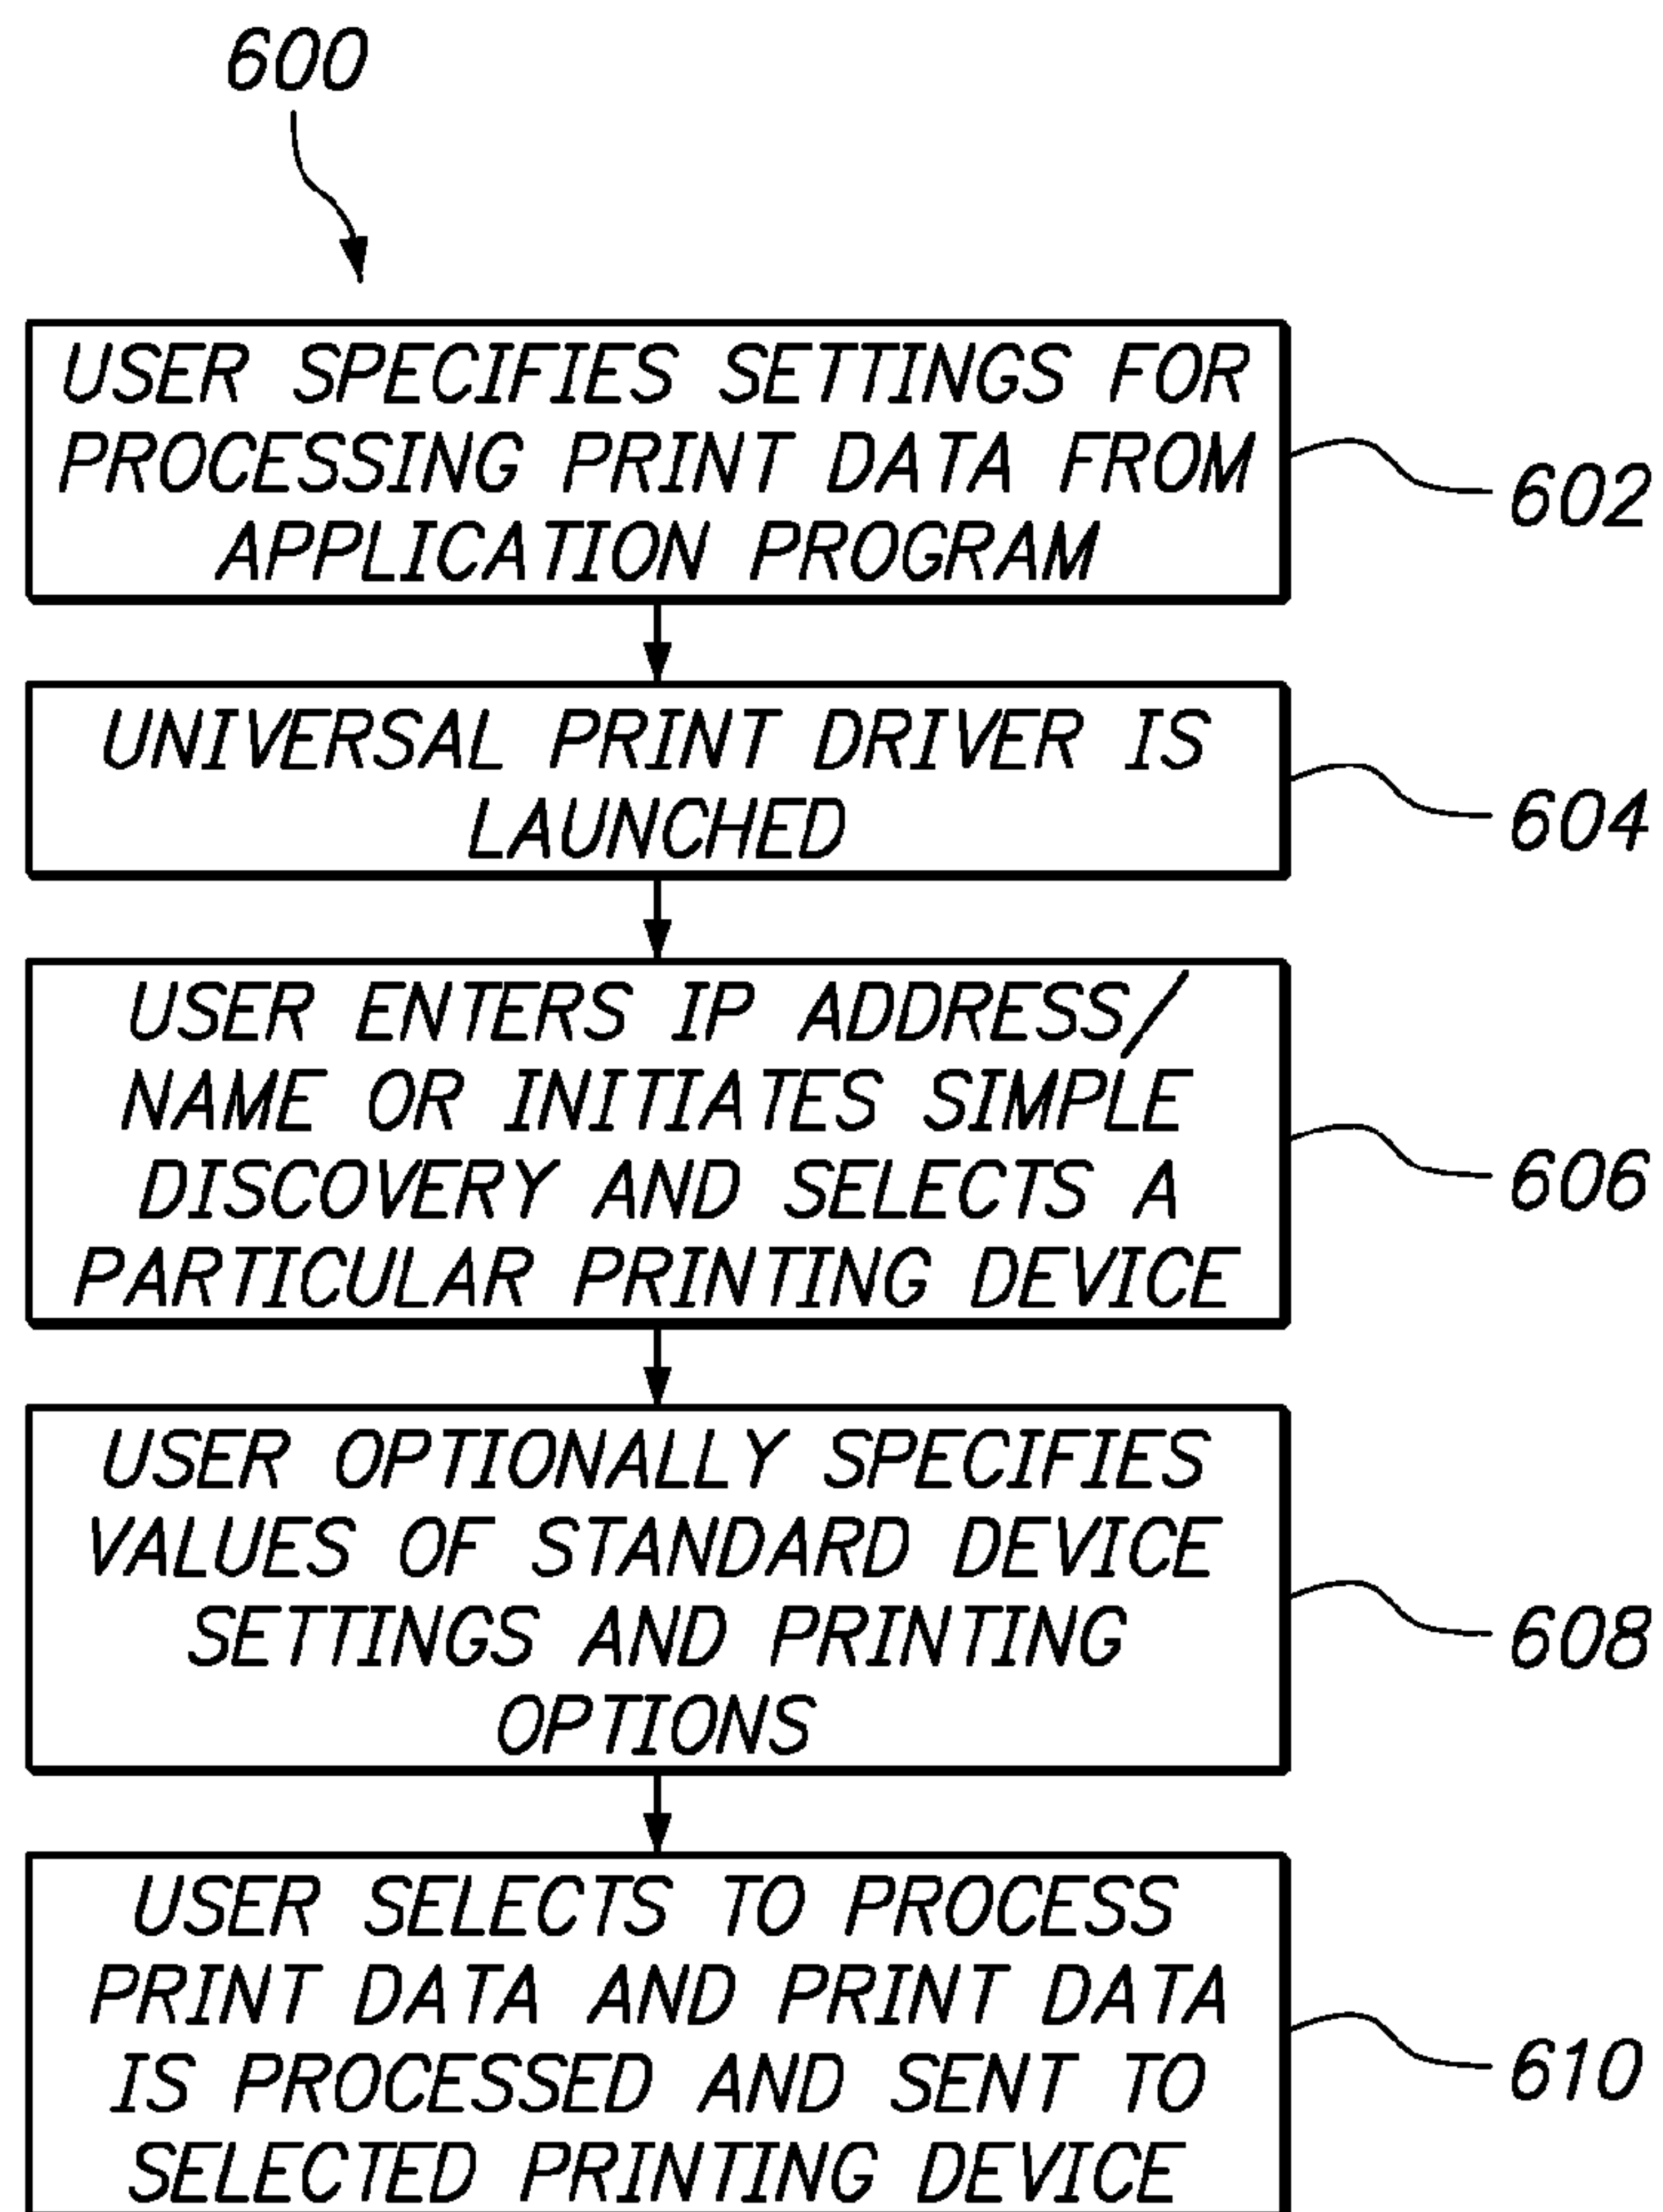 600
USER SPECIFIES SETTINGS FOR
PROCESSING PRINT DATA FROM
APPLICATION PROGRAM
602
UNIVERSAL PRINT DRIVER IS
LAUNCHED
604
USER ENTERS IP ADDRESS/
NAME OR INITIATES SIMPLE
DISCOVERY AND SELECTS A
PARTICULAR PRINTING DEVICE
606
USER OPTIONALLY SPECIFIES
VALUES OF STANDARD DEVICE
SETTINGS AND PRINTING
OPTIONS
608
USER SELECTS TO PROCESS
PRINT DATA AND PRINT DATA
IS PROCESSED AND SENT TO
SELECTED PRINTING DEVICE
610